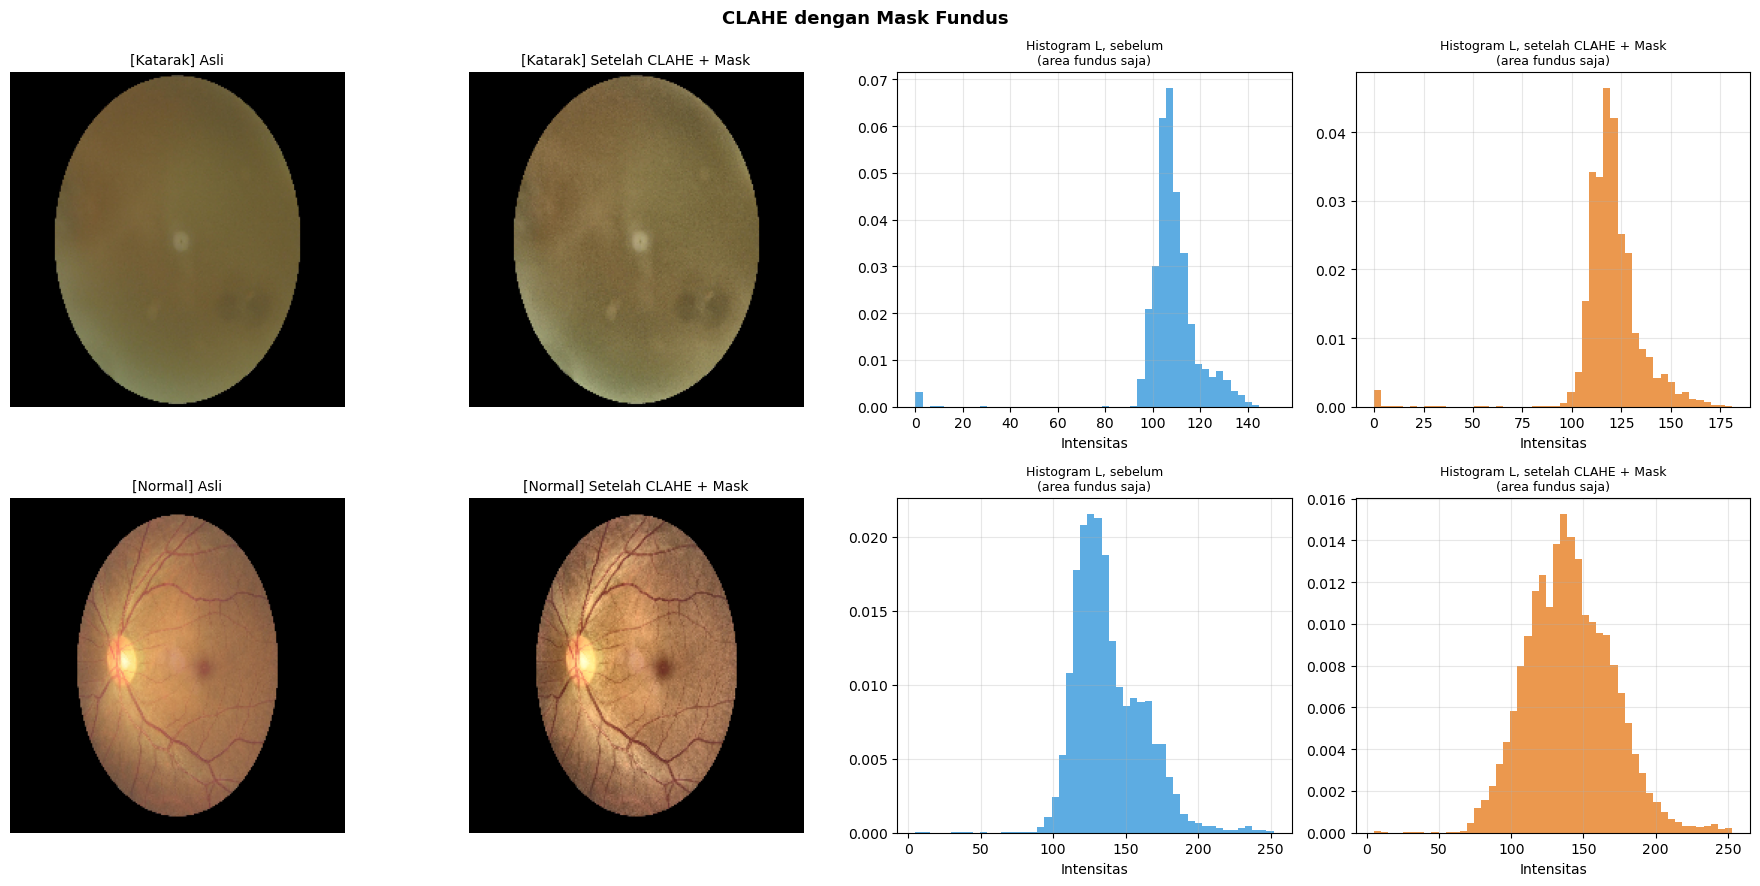 CLAHE dengan Mask Fundus
[Katarak] Asli
[Katarak] Setelah CLAHE + Mask
Histogram L, sebelum
(area fundus saja)
Histogram L, setelah CLAHE + Mask
(area fundus saja)
0.07
0.06
0.05
0.04
0.03
0.02
0.01
0.00
0 20 40 60 80 100 120 140
Intensitas
0.04
0.03
0.02
0.01
0.00
0 25 50 75 100 125 150 175
Intensitas
[Normal] Asli
[Normal] Setelah CLAHE + Mask
Histogram L, sebelum
(area fundus saja)
Histogram L, setelah CLAHE + Mask
(area fundus saja)
0.020
0.015
0.010
0.005
0.000
0 50 100 150 200 250
Intensitas
0.016
0.014
0.012
0.010
0.008
0.006
0.004
0.002
0.000
0 50 100 150 200 250
Intensitas